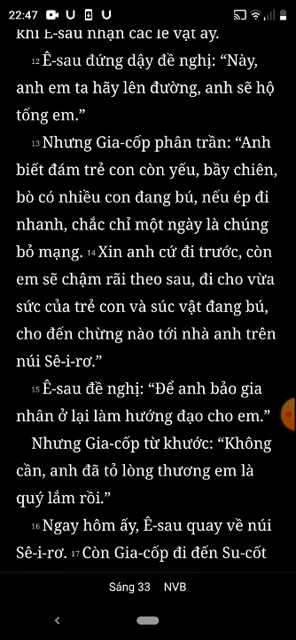 22:47
khi Ê-sau nhận các lễ vật ấy.
12 Ê-sau đứng dậy đề nghị: “Này,
anh em ta hãy lên đường, anh sẽ hộ
tống em.”
13 Nhưng Gia-cốp phân trần: “Anh
biết đám trẻ con còn yếu, bầy chiên,
bò có nhiều con đang bú, nếu ép đi
nhanh, chắc chỉ một ngày là chúng
bỏ mạng. 14 Xin anh cứ đi trước, còn
em sẽ chậm rãi theo sau, đi cho vừa
sức của trẻ con và súc vật đang bú,
cho đến chừng nào tới nhà anh trên
núi Sê-i-rơ.”
15 Ê-sau đề nghị: “Để anh bảo gia
nhân ở lại làm hướng đạo cho em.”
Nhưng Gia-cốp từ khước: “Không
cần, anh đã tỏ lòng thương em là
quý lắm rồi.”
16 Ngay hôm ấy, Ê-sau quay về núi
Sê-i-rơ. 17 Còn Gia-cốp đi đến Su-cốt
Sáng 33 NVB